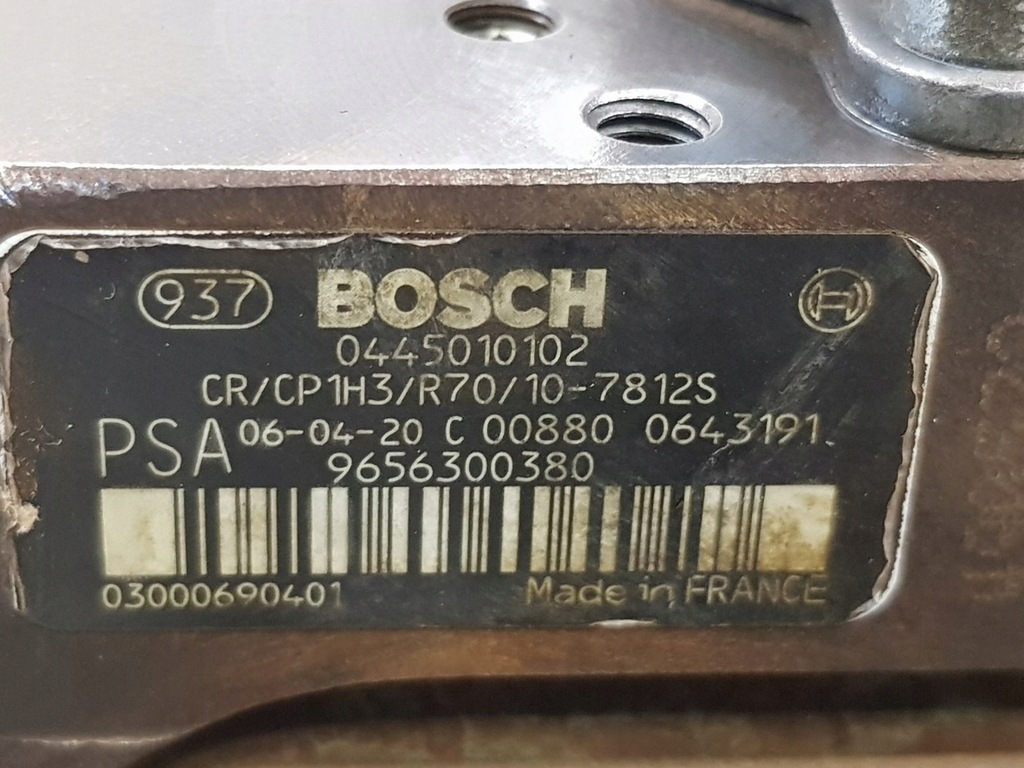 937 BOSCH
0445010102
CR/CP1H3/R70/10-7812S
PSA 06-04-20 C 00880 0643191
9656300380
03000690401 Made in FRANCE